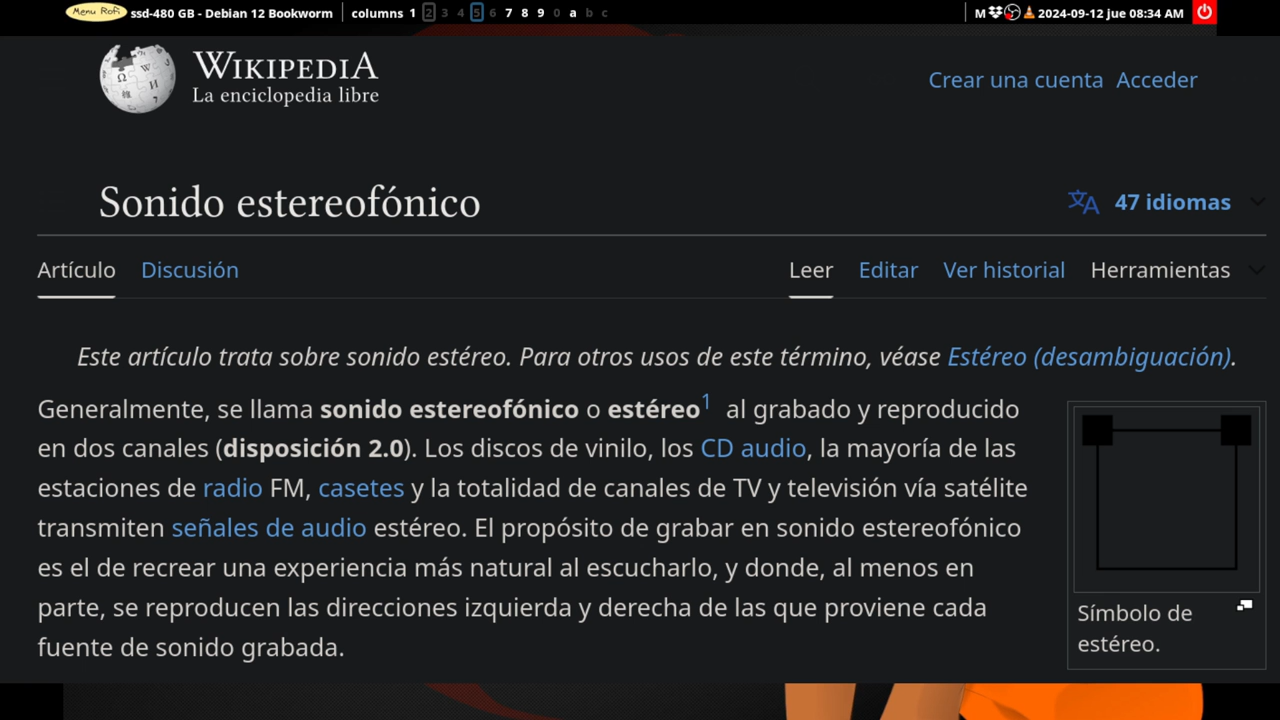 Menu Rofi ssd-480 GB - Debian 12 Bookworm columns 1 2 3 4 5 6 7 8 9 0 a b c M 2024-09-12 jue 08:34 AM
WIKIPEDIA
La enciclopedia libre
Crear una cuenta Acceder
Sonido estereofónico
47 idiomas
Artículo Discusión Leer Editar Ver historial Herramientas
Este artículo trata sobre sonido estéreo. Para otros usos de este término, véase Estéreo (desambiguación).
Generalmente, se llama sonido estereofónico o estéreo1 al grabado y reproducido
en dos canales (disposición 2.0). Los discos de vinilo, los CD audio, la mayoría de las
estaciones de radio FM, casetes y la totalidad de canales de TV y televisión vía satélite
transmiten señales de audio estéreo. El propósito de grabar en sonido estereofónico
es el de recrear una experiencia más natural al escucharlo, y donde, al menos en
parte, se reproducen las direcciones izquierda y derecha de las que proviene cada
fuente de sonido grabada.
Símbolo de
estéreo.